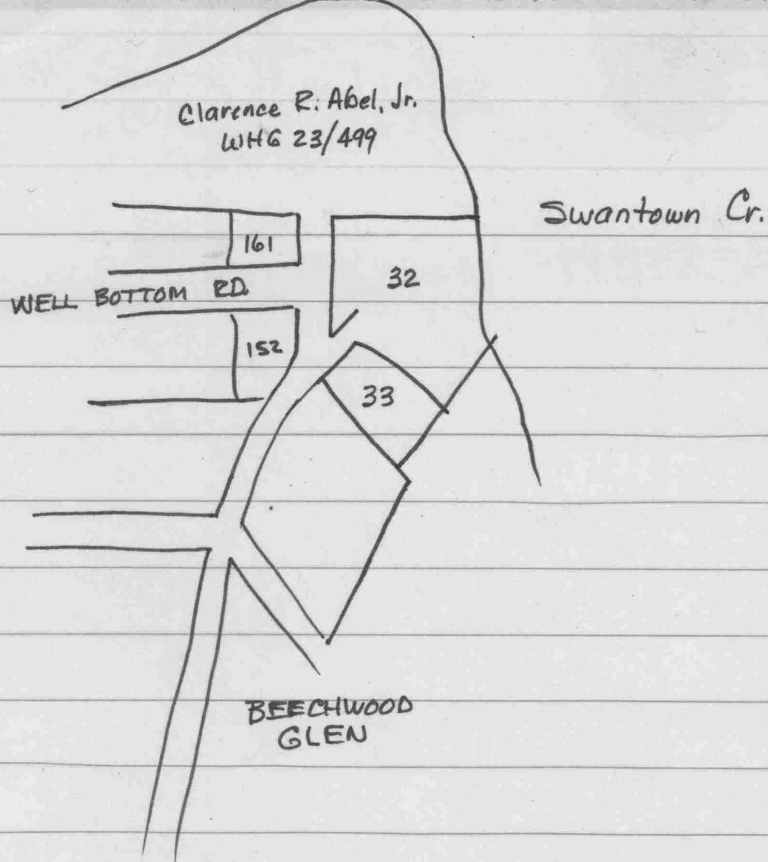 Clarence R. Abel, Jr.
WHG 23/499
Swantown Cr.
161
32
WELL BOTTOM RD.
152
33
BEECHWOOD
GLEN